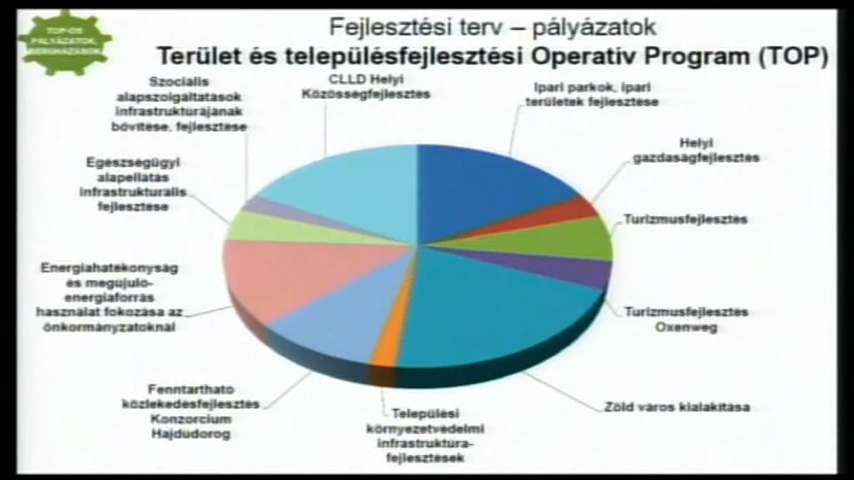 TOP-OS
PÁLYÁZATOK,
BERUHÁZÁSOK
Fejlesztési terv – pályázatok
Terület és településfejlesztési Operatív Program (TOP)
Szociális
alapszolgáltatások
infrastruktúrájának
bővítése, fejlesztése
CLLD Helyi
Közösségfejlesztés
Ipari parkok, ipari
területek fejlesztése
Helyi
gazdaságfejlesztés
Egészségügyi
alapellátás
infrastrukturális
fejlesztése
Turizmusfejlesztés
Energiahatékonyság
és megújuló-
energiaforrás
használat fokozása az
önkormányzatoknál
Turizmusfejlesztés
Oxenweg
Fenntartható
közlekedésfejlesztés
Konzorcium
Hajdúdorog
Települési
környezetvédelmi
infrastruktúra-
fejlesztések
Zöld város kialakítása